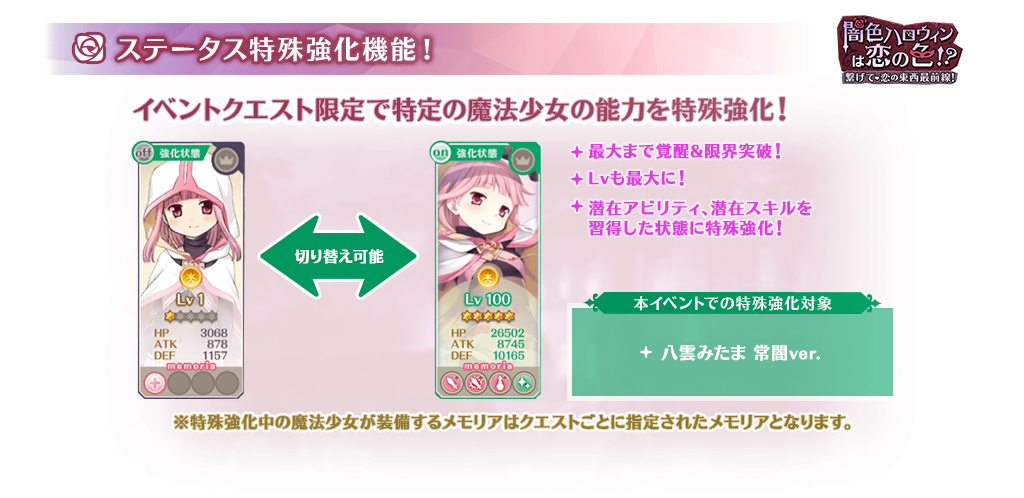 ステータス特殊強化機能！
闇色ハロウィン
は恋の色!?
繋げて♥恋の東西最前線!
イベントクエスト限定で特定の魔法少女の能力を特殊強化！
off 強化状態
Lv 1
HP 3068
ATK 878
DEF 1157
memoria
切り替え可能
on 強化状態
Lv 100
HP 26502
ATK 8745
DEF 10165
memoria
最大まで覚醒&限界突破！
Lvも最大に！
潜在アビリティ、潜在スキルを
習得した状態に特殊強化！
本イベントでの特殊強化対象
八雲みたま 常闇ver.
※特殊強化中の魔法少女が装備するメモリアはクエストごとに指定されたメモリアとなります。